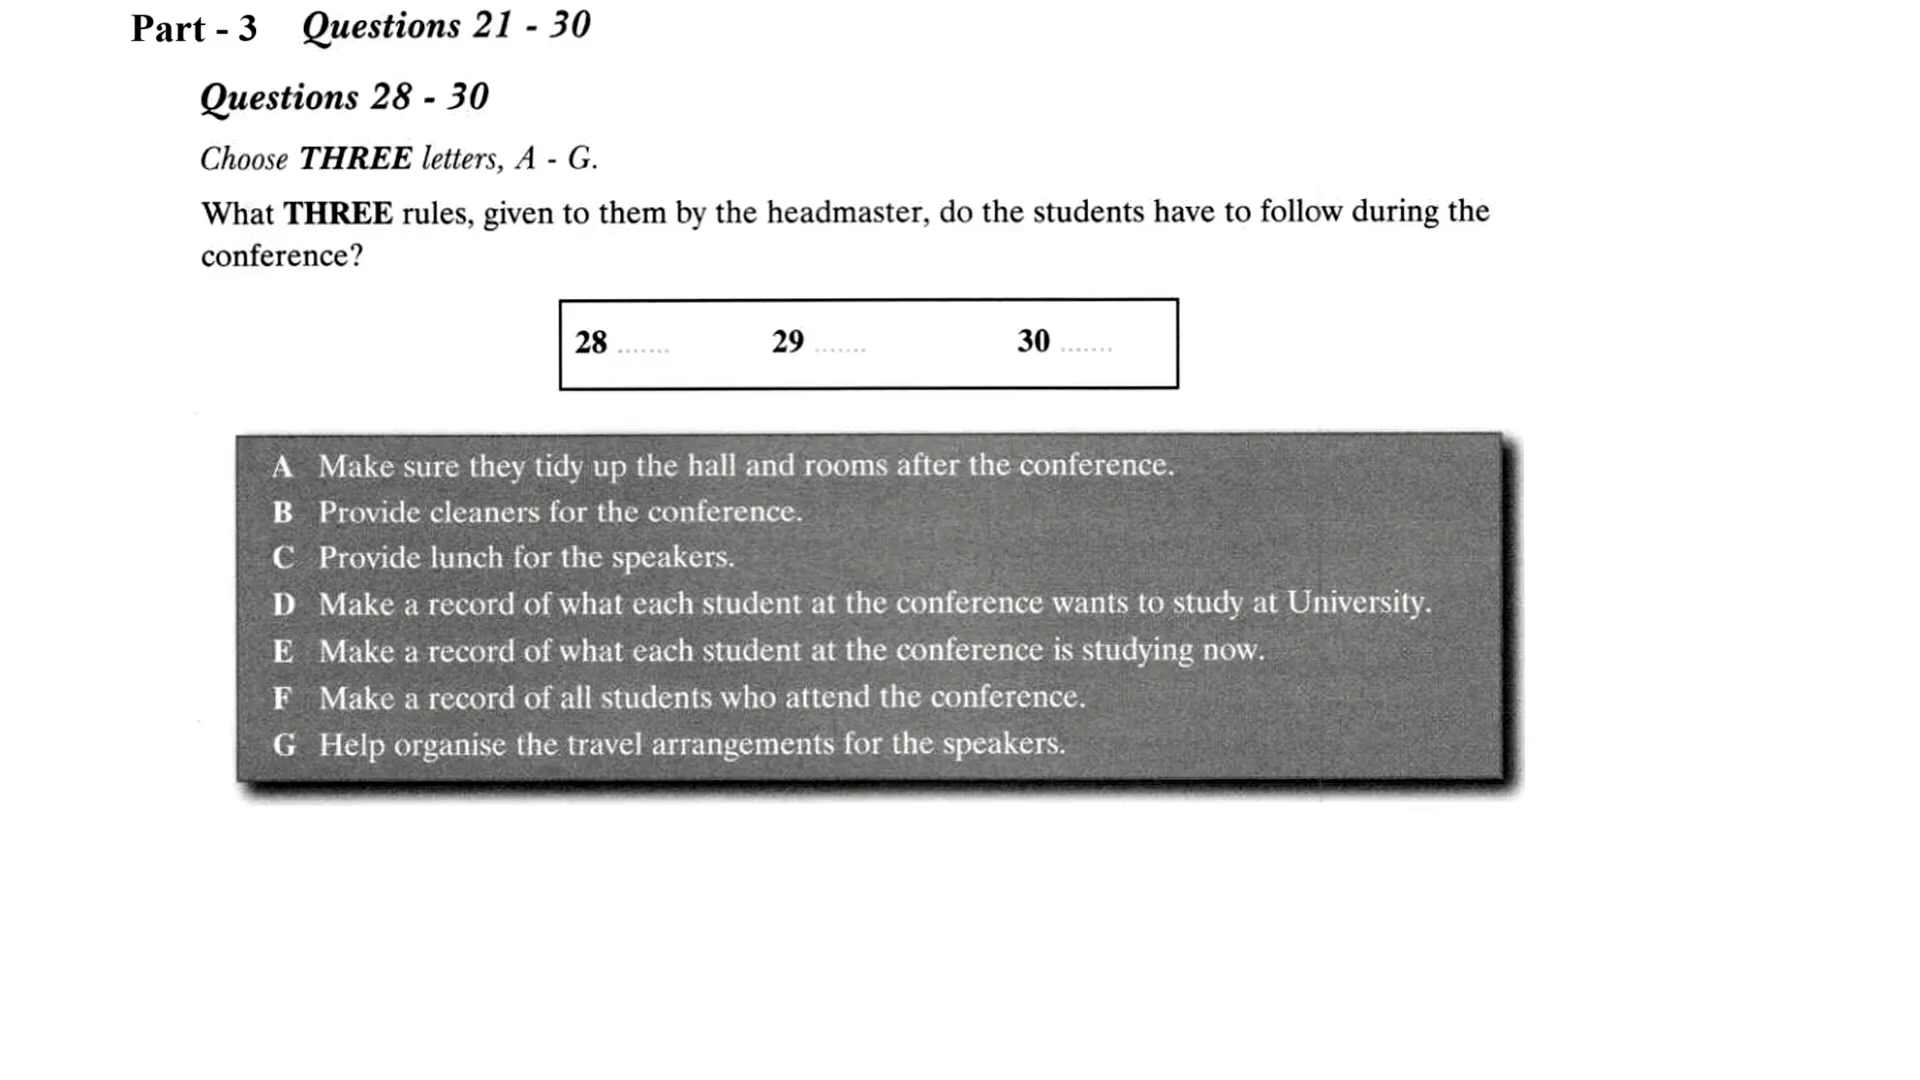 Part - 3 Questions 21 - 30
Questions 28 - 30
Choose THREE letters, A - G.
What THREE rules, given to them by the headmaster, do the students have to follow during the
conference?
28 ....... 29 ....... 30 .......
A Make sure they tidy up the hall and rooms after the conference.
B Provide cleaners for the conference.
C Provide lunch for the speakers.
D Make a record of what each student at the conference wants to study at University.
E Make a record of what each student at the conference is studying now.
F Make a record of all students who attend the conference.
G Help organise the travel arrangements for the speakers.